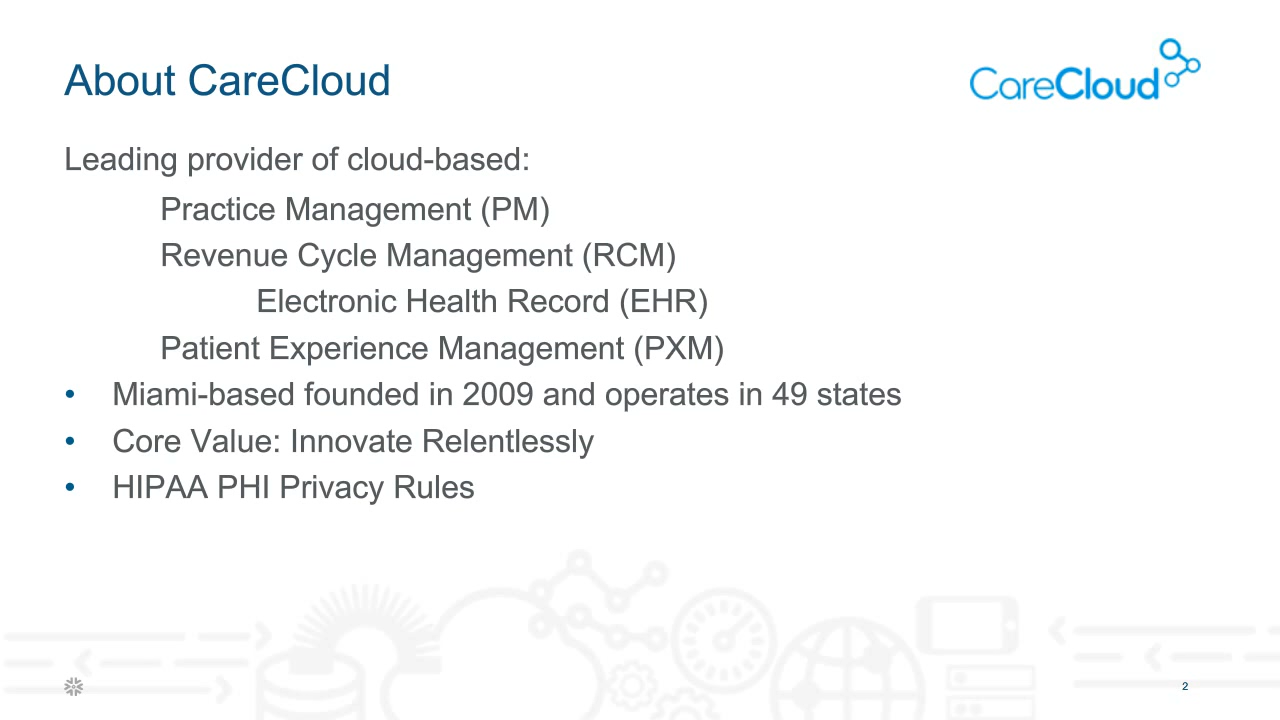 About CareCloud
CareCloud
Leading provider of cloud-based:
Practice Management (PM)
Revenue Cycle Management (RCM)
Electronic Health Record (EHR)
Patient Experience Management (PXM)
• Miami-based founded in 2009 and operates in 49 states
• Core Value: Innovate Relentlessly
• HIPAA PHI Privacy Rules
2